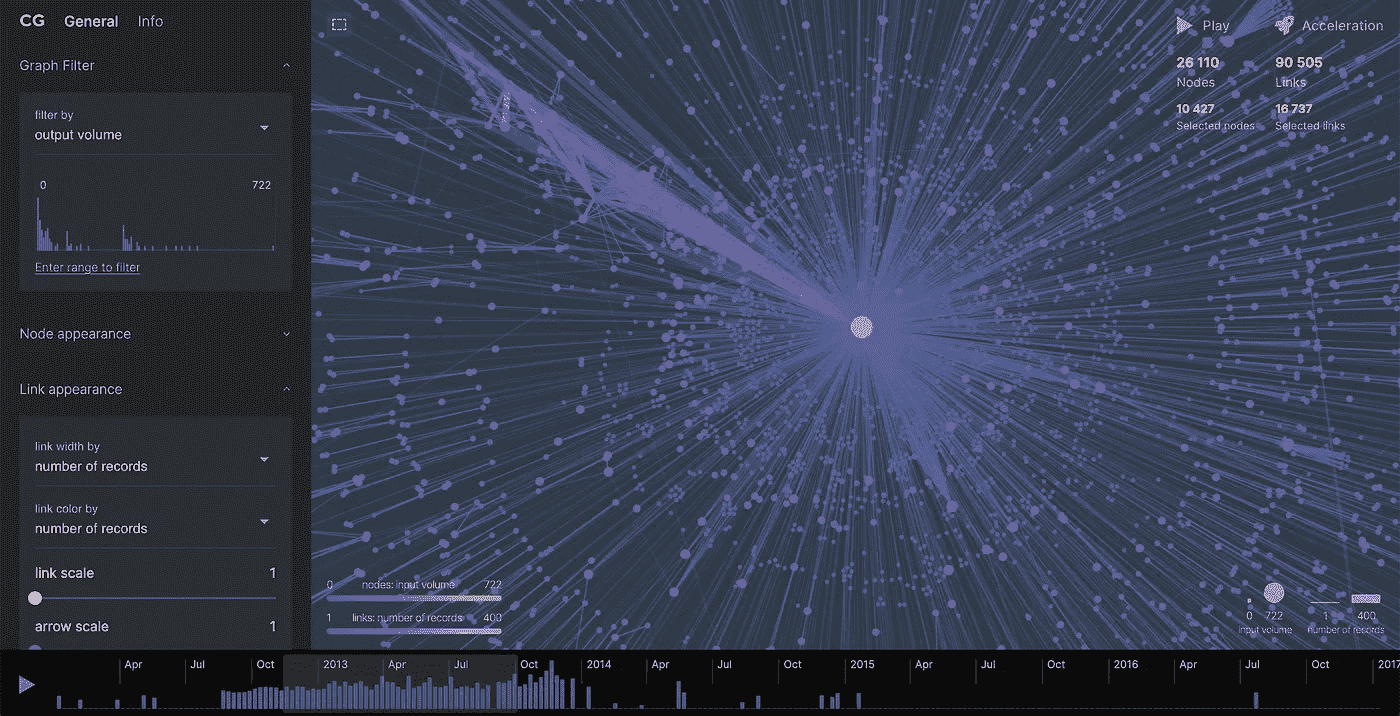 CG General Info
Graph Filter
filter by
output volume
0 722
Enter range to filter
Node appearance
Link appearance
link width by
number of records
link color by
number of records
link scale 1
arrow scale 1
Play Acceleration
26 110 90 505
Nodes Links
10 427 16 737
Selected nodes Selected links
0 nodes: input volume 722
1 links: number of records 400
0 722 1 400
input volume number of records
Apr Jul Oct 2013 Apr Jul Oct 2014 Apr Jul Oct 2015 Apr Jul Oct 2016 Apr Jul Oct 2017